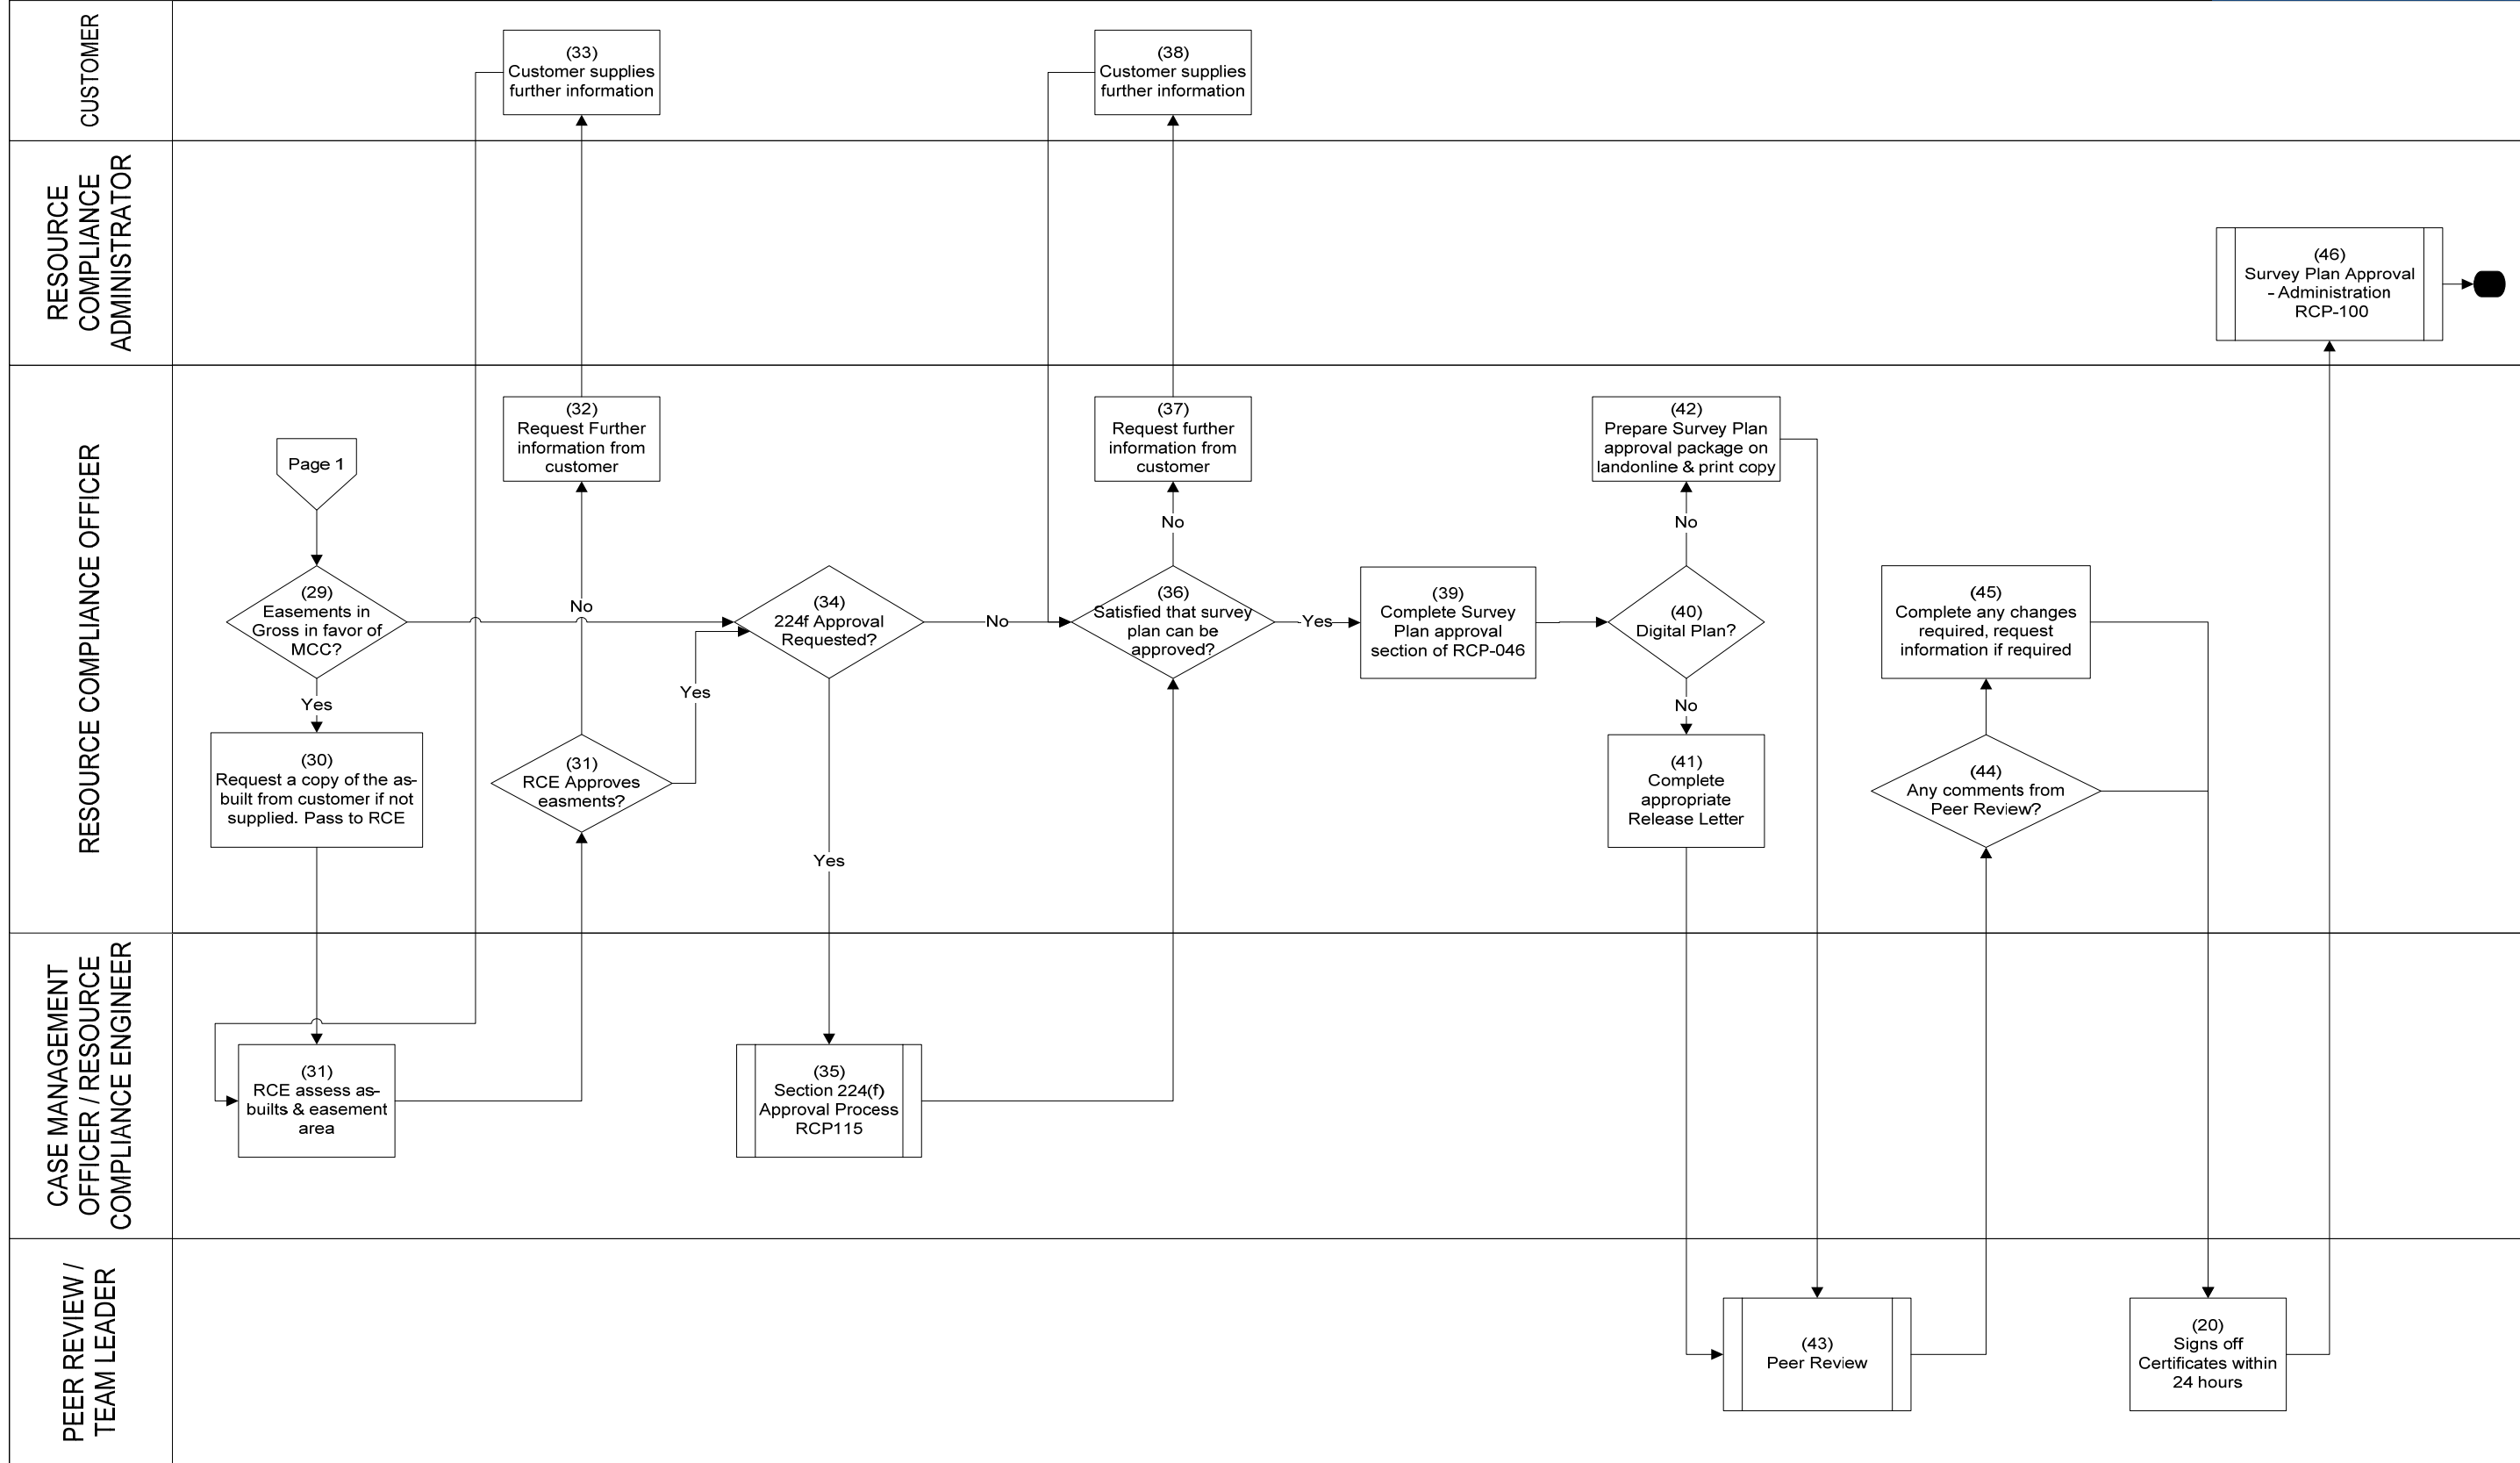 CUSTOMER
(33)
Customer supplies
further information
(38)
Customer supplies
further information
RESOURCE
COMPLIANCE
ADMINISTRATOR
(46)
Survey Plan Approval
- Administration
RCP-100
RESOURCE COMPLIANCE OFFICER
Page 1
(32)
Request Further
information from
customer
(37)
Request further
information from
customer
(42)
Prepare Survey Plan
approval package on
landonline & print copy
No
No
No
(29)
Easements in
Gross in favor of
MCC?
(34)
224f Approval
Requested?
No
(36)
Satisfied that survey
plan can be
approved?
Yes
(39)
Complete Survey
Plan approval
section of RCP-046
(40)
Digital Plan?
(45)
Complete any changes
required, request
information if required
Yes
Yes
No
(30)
Request a copy of the as-
built from customer if not
supplied. Pass to RCE
(31)
RCE Approves
easments?
(41)
Complete
appropriate
Release Letter
(44)
Any comments from
Peer Review?
Yes
CASE MANAGEMENT
OFFICER / RESOURCE
COMPLIANCE ENGINEER
(31)
RCE assess as-
builts & easement
area
(35)
Section 224(f)
Approval Process
RCP115
PEER REVIEW /
TEAM LEADER
(43)
Peer Review
(20)
Signs off
Certificates within
24 hours